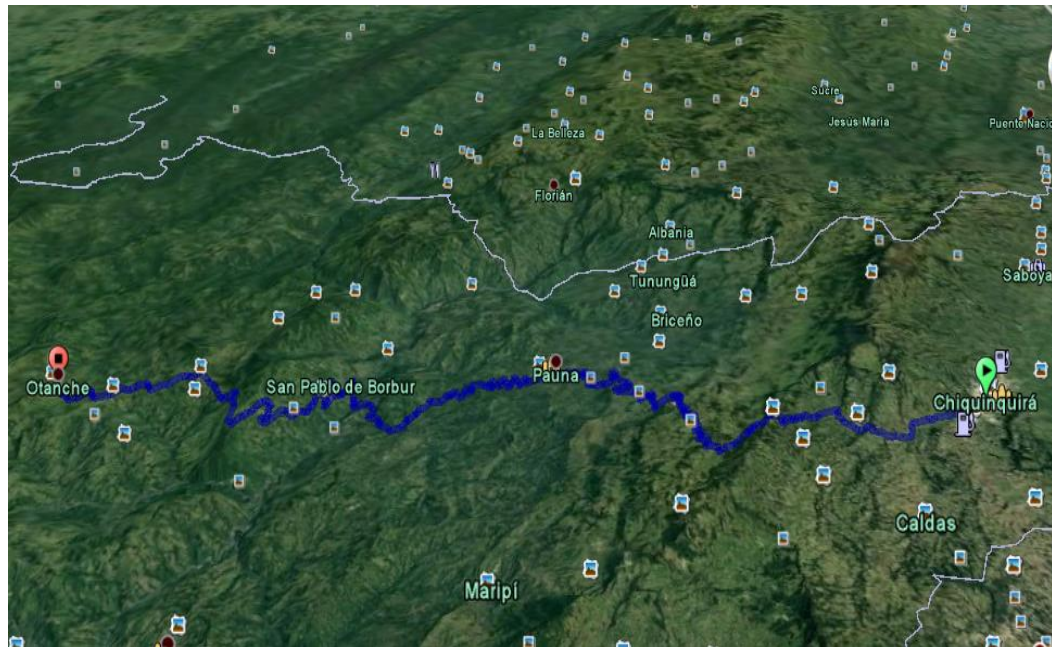 Sucre
Jesús María
Puente Nacio
La Belleza
Florián
Albania
Saboya
Tunungüá
Briceño
Otanche
San Pablo de Borbur
Pauna
Chiquinquirá
Caldas
Maripí